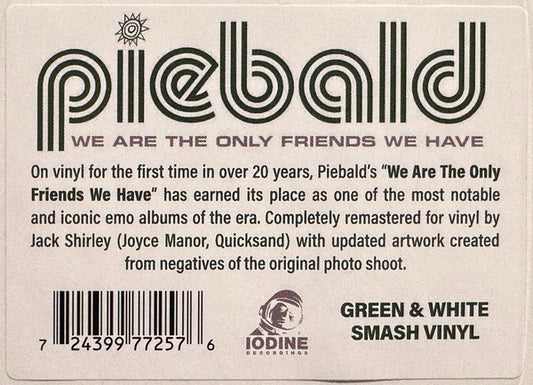 piebald
WE ARE THE ONLY FRIENDS WE HAVE
On vinyl for the first time in over 20 years, Piebald's "We Are The Only
Friends We Have" has earned its place as one of the most notable
and iconic emo albums of the era. Completely remastered for vinyl by
Jack Shirley (Joyce Manor, Quicksand) with updated artwork created
from negatives of the original photo shoot.
7 24399 77257 6
IODINE
RECORDINGS
GREEN & WHITE
SMASH VINYL